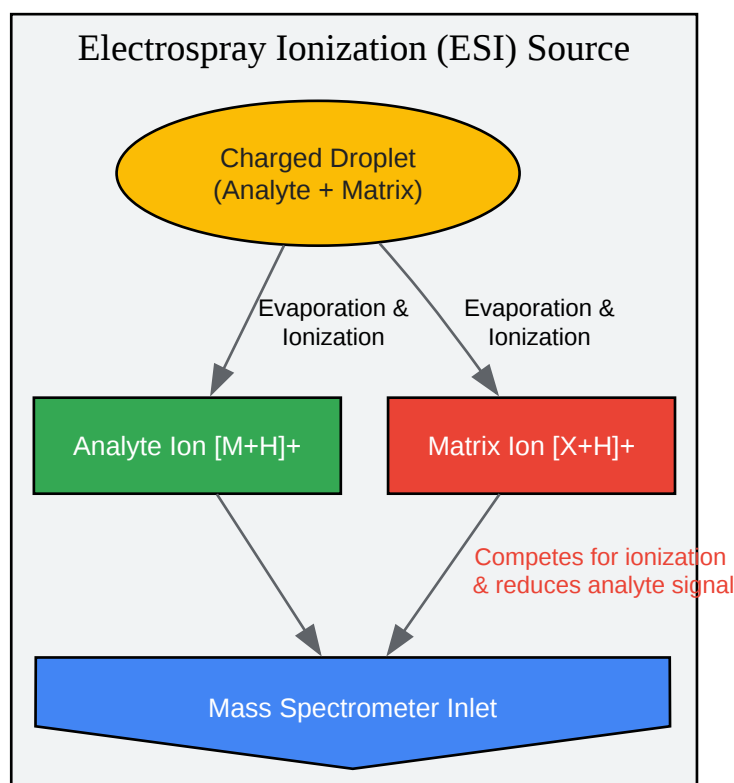 Electrospray Ionization (ESI) Source
Charged Droplet
(Analyte + Matrix)
Evaporation &
Ionization
Evaporation &
Ionization
Analyte Ion [M+H]+
Matrix Ion [X+H]+
Competes for ionization
& reduces analyte signal
Mass Spectrometer Inlet